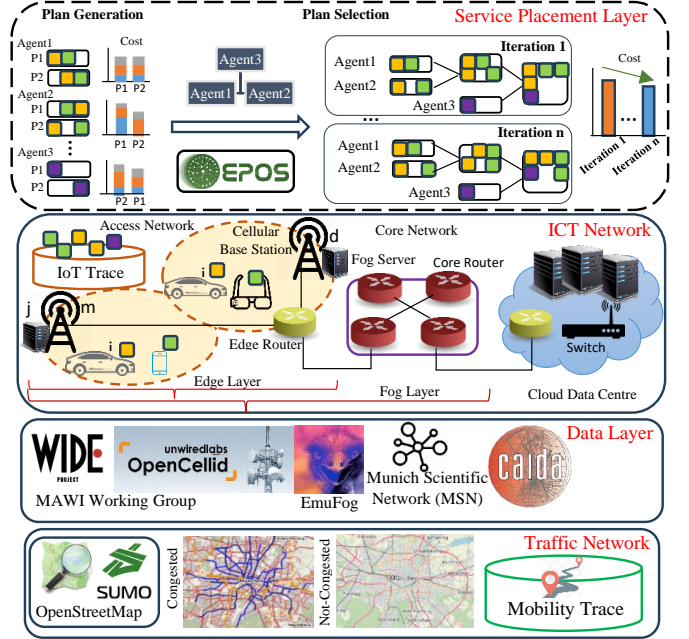 Plan Generation
Plan Selection
Service Placement Layer
Agent1
P1
P2
Cost
P1 P2
Agent2
P1
P2
P1 P2
Agent3
P1
P2
P2 P1
Agent3
Agent1
Agent2
EPOS
Iteration 1
Agent1
Agent2
Agent3
...
Iteration n
Agent1
Agent2
Agent3
Cost
...
Iteration 1
Iteration n
Access Network
Cellular
Base Station
Core Network
ICT Network
IoT Trace
i
d
Fog Server
Core Router
j
m
i
Edge Router
Switch
Edge Layer
Fog Layer
Cloud Data Centre
Data Layer
WIDE
PROJECT
MAWI Working Group
unwiredlabs
OpenCellid
EmuFog
Munich Scientific
Network (MSN)
caida
Traffic Network
SUMO
OpenStreetMap
Congested
Not-Congested
München
Mobility Trace